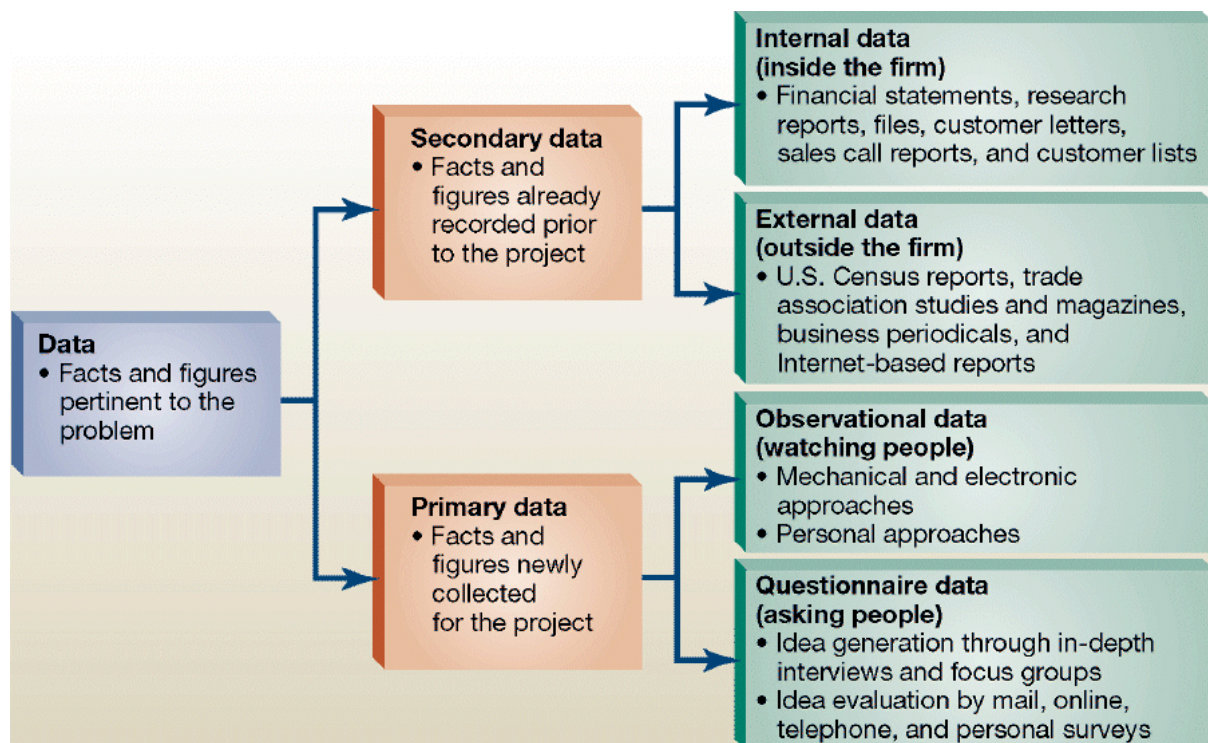 Data
• Facts and figures
pertinent to the
problem
Secondary data
• Facts and
figures already
recorded prior
to the project
Primary data
• Facts and
figures newly
collected
for the project
Internal data
(inside the firm)
• Financial statements, research
reports, files, customer letters,
sales call reports, and customer lists
External data
(outside the firm)
• U.S. Census reports, trade
association studies and magazines,
business periodicals, and
Internet-based reports
Observational data
(watching people)
• Mechanical and electronic
approaches
• Personal approaches
Questionnaire data
(asking people)
• Idea generation through in-depth
interviews and focus groups
• Idea evaluation by mail, online,
telephone, and personal surveys